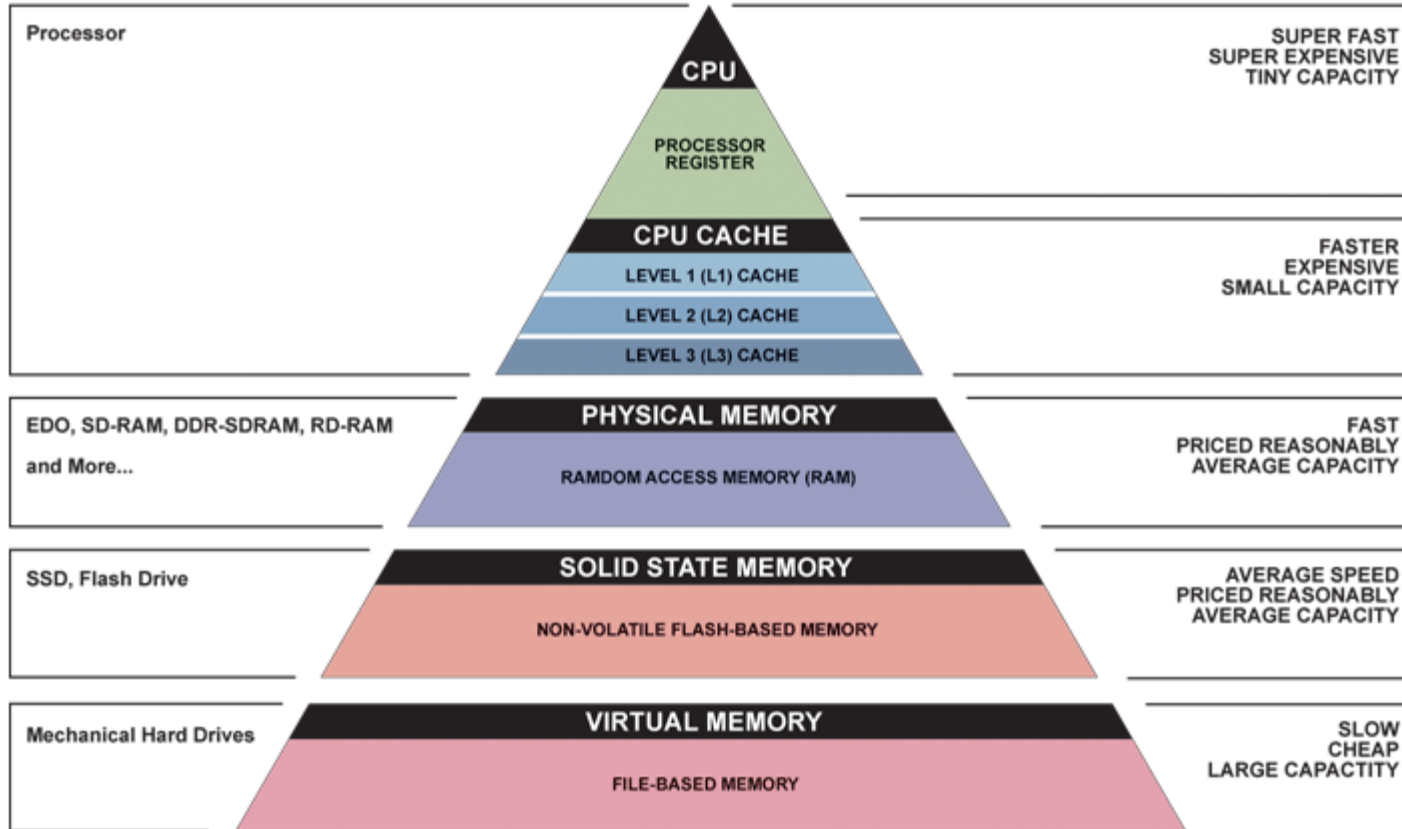 Processor
SUPER FAST
SUPER EXPENSIVE
TINY CAPACITY
CPU
PROCESSOR
REGISTER
CPU CACHE
FASTER
EXPENSIVE
SMALL CAPACITY
LEVEL 1 (L1) CACHE
LEVEL 2 (L2) CACHE
LEVEL 3 (L3) CACHE
EDO, SD-RAM, DDR-SDRAM, RD-RAM
and More...
PHYSICAL MEMORY
RAMDOM ACCESS MEMORY (RAM)
FAST
PRICED REASONABLY
AVERAGE CAPACITY
SSD, Flash Drive
SOLID STATE MEMORY
NON-VOLATILE FLASH-BASED MEMORY
AVERAGE SPEED
PRICED REASONABLY
AVERAGE CAPACITY
Mechanical Hard Drives
VIRTUAL MEMORY
FILE-BASED MEMORY
SLOW
CHEAP
LARGE CAPACTITY